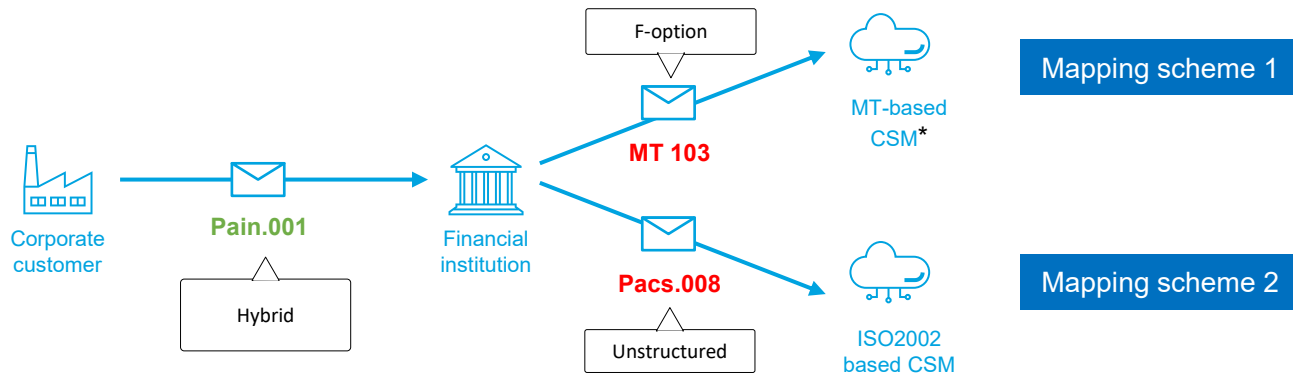 F-option
MT-based
CSM*
Mapping scheme 1
MT 103
Corporate
customer
Pain.001
Hybrid
Financial
institution
Pacs.008
Unstructured
ISO2002
based CSM
Mapping scheme 2